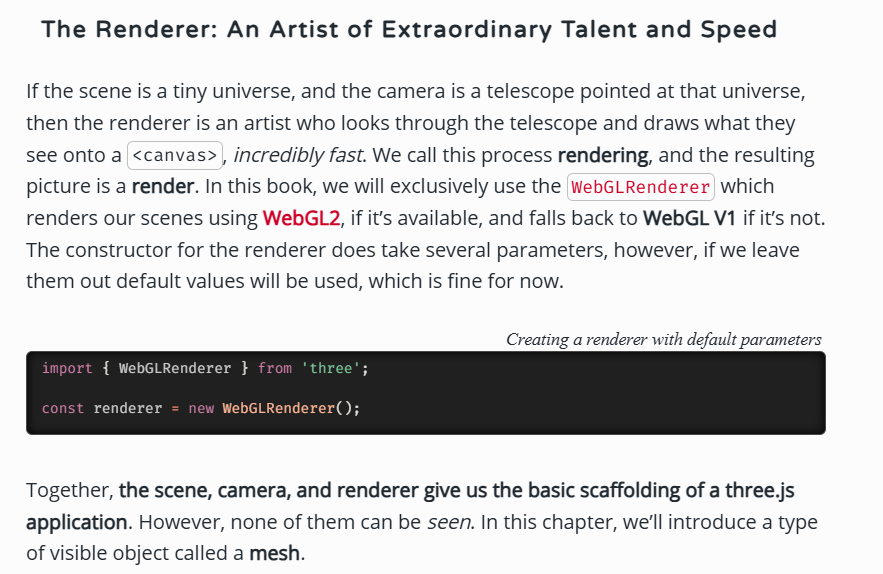 The Renderer: An Artist of Extraordinary Talent and Speed
If the scene is a tiny universe, and the camera is a telescope pointed at that universe,
then the renderer is an artist who looks through the telescope and draws what they
see onto a <canvas>, incredibly fast. We call this process rendering, and the resulting
picture is a render. In this book, we will exclusively use the WebGLRenderer which
renders our scenes using WebGL2, if it’s available, and falls back to WebGL V1 if it’s not.
The constructor for the renderer does take several parameters, however, if we leave
them out default values will be used, which is fine for now.
Creating a renderer with default parameters
import { WebGLRenderer } from 'three';
const renderer = new WebGLRenderer();
Together, the scene, camera, and renderer give us the basic scaffolding of a three.js
application. However, none of them can be seen. In this chapter, we’ll introduce a type
of visible object called a mesh.